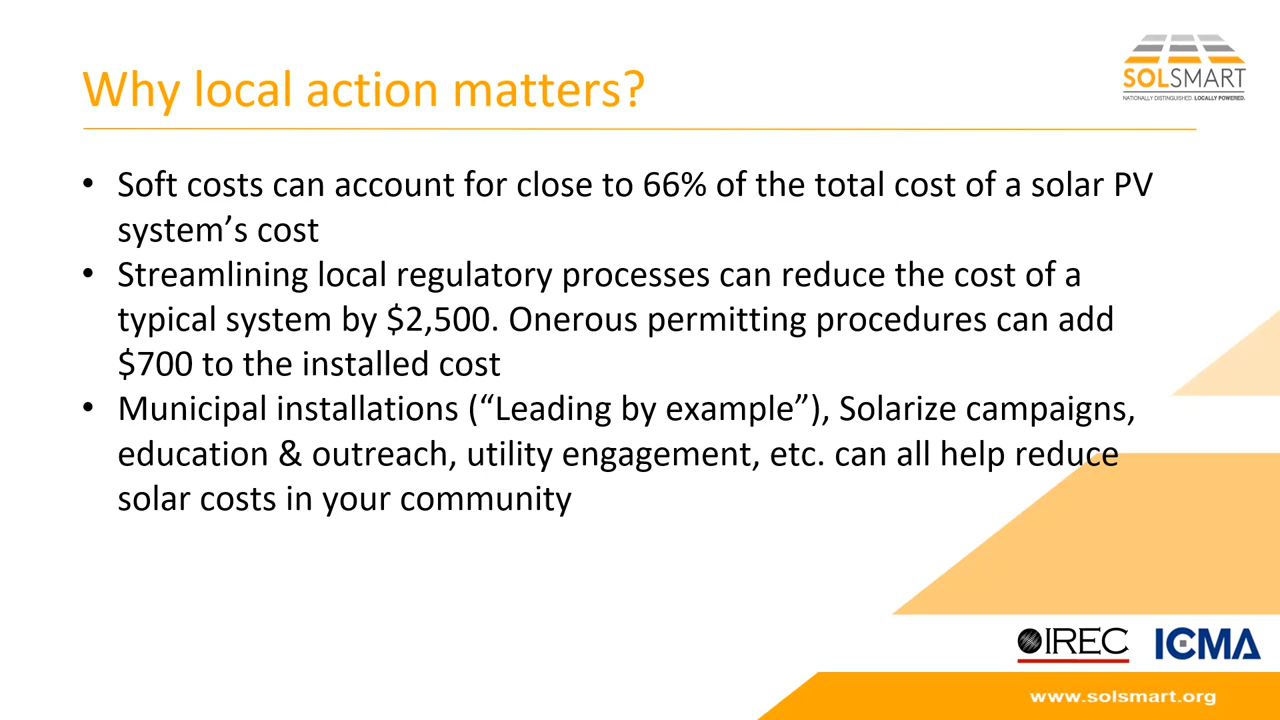 Why local action matters?
SOLSMART
NATIONALLY DISTINGUISHED. LOCALLY POWERED.
• Soft costs can account for close to 66% of the total cost of a solar PV
system’s cost
• Streamlining local regulatory processes can reduce the cost of a
typical system by $2,500. Onerous permitting procedures can add
$700 to the installed cost
• Municipal installations (“Leading by example”), Solarize campaigns,
education & outreach, utility engagement, etc. can all help reduce
solar costs in your community
IREC ICMA
www.solsmart.org